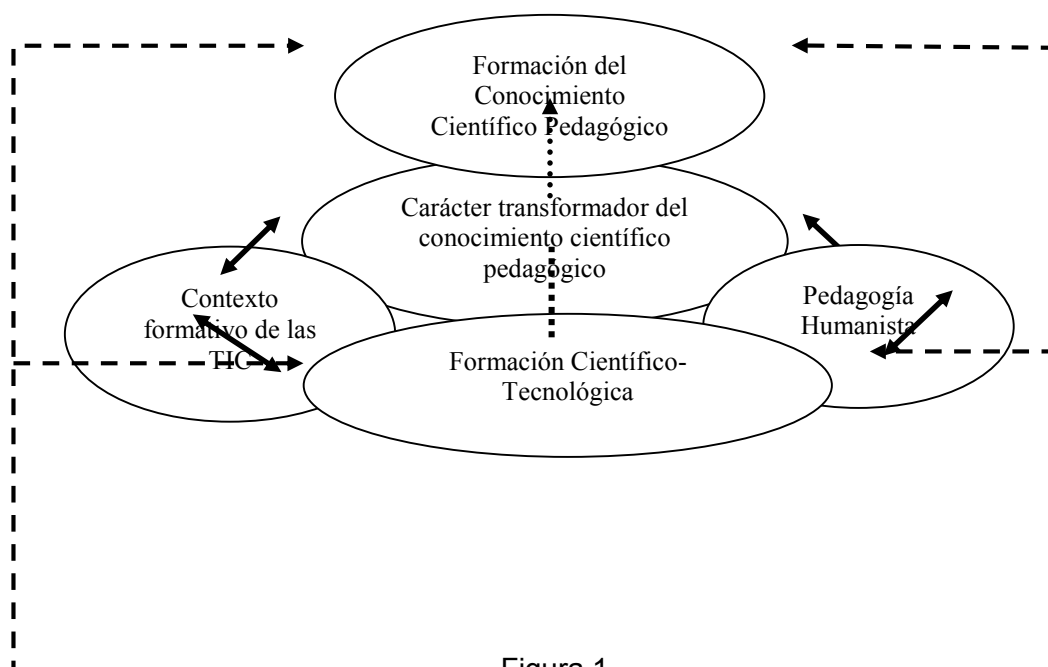 Formación del
Conocimiento
Científico Pedagógico
Carácter transformador del
conocimiento científico
pedagógico
Contexto
formativo de las
TIC
Pedagogía
Humanista
Formación Científico-
Tecnológica
Figura 1